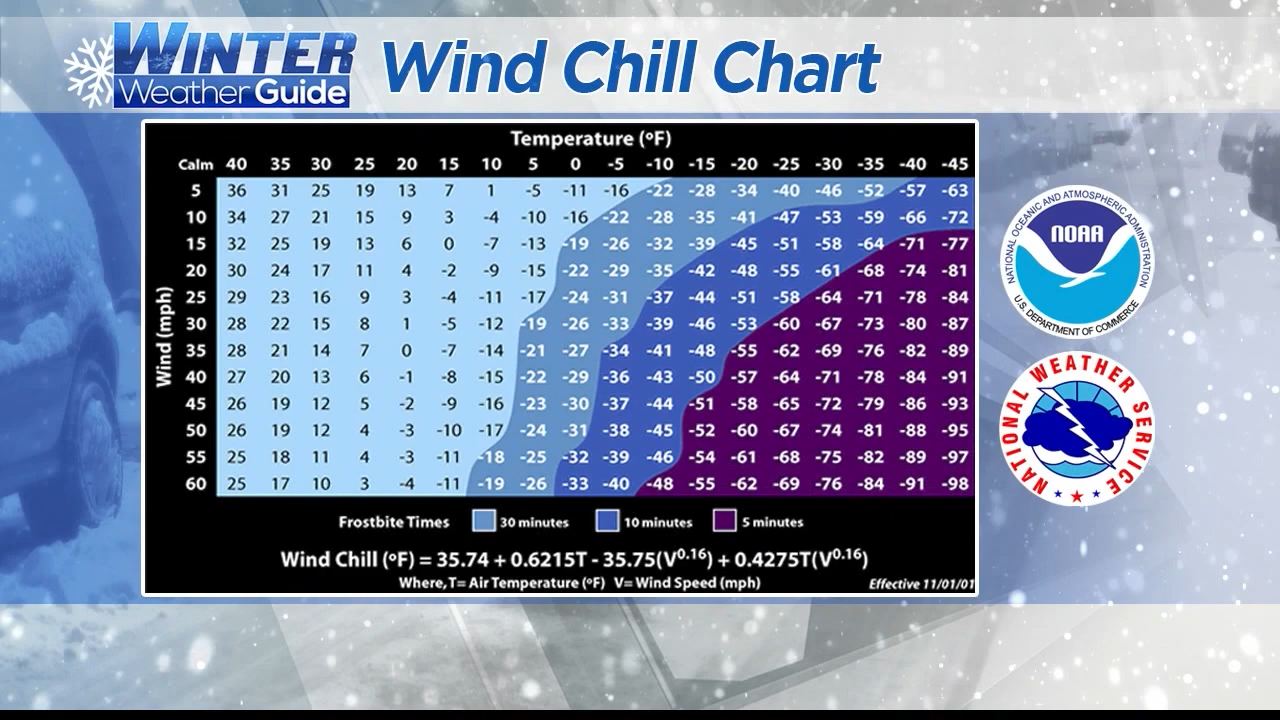 WINTER
Weather Guide
Wind Chill Chart
Temperature (ºF)
Calm 40 35 30 25 20 15 10 5 0 -5 -10 -15 -20 -25 -30 -35 -40 -45
5 36 31 25 19 13 7 1 -5 -11 -16 -22 -28 -34 -40 -46 -52 -57 -63
10 34 27 21 15 9 3 -4 -10 -16 -22 -28 -35 -41 -47 -53 -59 -66 -72
15 32 25 19 13 6 0 -7 -13 -19 -26 -32 -39 -45 -51 -58 -64 -71 -77
20 30 24 17 11 4 -2 -9 -15 -22 -29 -35 -42 -48 -55 -61 -68 -74 -81
25 29 23 16 9 3 -4 -11 -17 -24 -31 -37 -44 -51 -58 -64 -71 -78 -84
30 28 22 15 8 1 -5 -12 -19 -26 -33 -39 -46 -53 -60 -67 -73 -80 -87
35 28 21 14 7 0 -7 -14 -21 -27 -34 -41 -48 -55 -62 -69 -76 -82 -89
40 27 20 13 6 -1 -8 -15 -22 -29 -36 -43 -50 -57 -64 -71 -78 -84 -91
45 26 19 12 5 -2 -9 -16 -23 -30 -37 -44 -51 -58 -65 -72 -79 -86 -93
50 26 19 12 4 -3 -10 -17 -24 -31 -38 -45 -52 -60 -67 -74 -81 -88 -95
55 25 18 11 4 -3 -11 -18 -25 -32 -39 -46 -54 -61 -68 -75 -82 -89 -97
60 25 17 10 3 -4 -11 -19 -26 -33 -40 -48 -55 -62 -69 -76 -84 -91 -98
Wind (mph)
Frostbite Times 30 minutes 10 minutes 5 minutes
Wind Chill (ºF) = 35.74 + 0.6215T - 35.75(V^0.16) + 0.4275T(V^0.16)
Where, T= Air Temperature (ºF) V= Wind Speed (mph)
Effective 11/01/01
NATIONAL OCEANIC AND ATMOSPHERIC ADMINISTRATION
NOAA
U.S. DEPARTMENT OF COMMERCE
NATIONAL WEATHER SERVICE